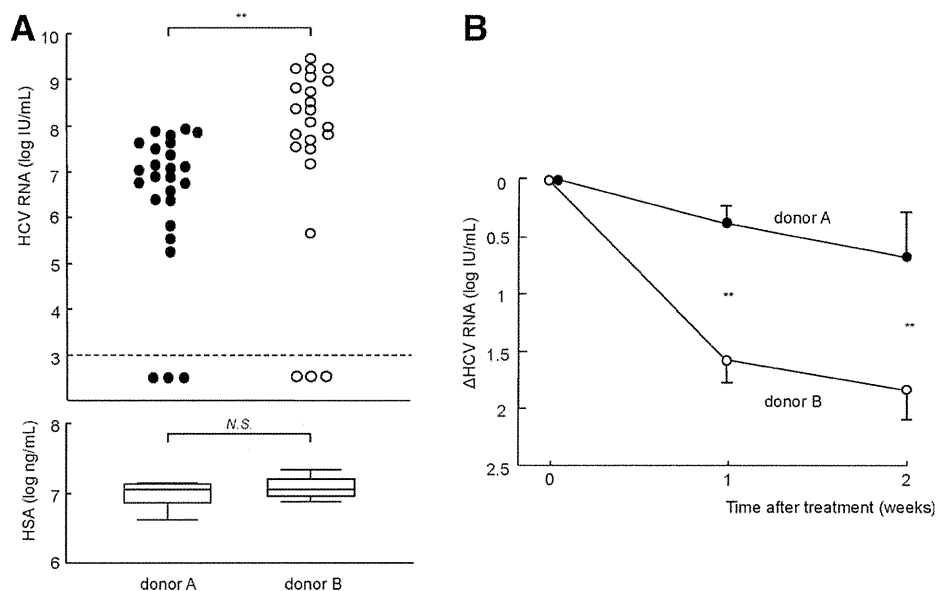 A
**
10
9
8
7
6
5
4
3
HCV RNA (log IU/mL)
N.S.
8
7
6
HSA (log ng/mL)
donor A
donor B
B
0
0.5
1
1.5
2
2.5
ΔHCV RNA (log IU/mL)
donor A
**
**
donor B
0
1
2
Time after treatment (weeks)